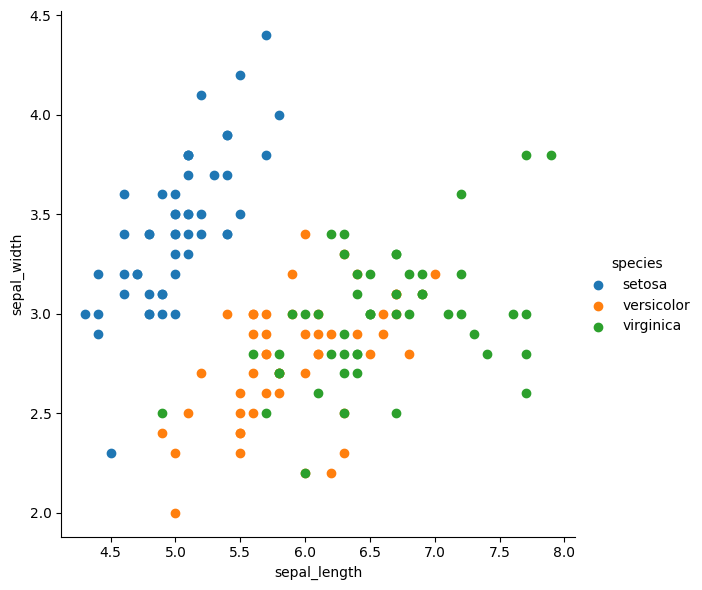 4.5
4.0
3.5
3.0
2.5
2.0
sepal_width
4.5 5.0 5.5 6.0 6.5 7.0 7.5 8.0
sepal_length
species
setosa
versicolor
virginica